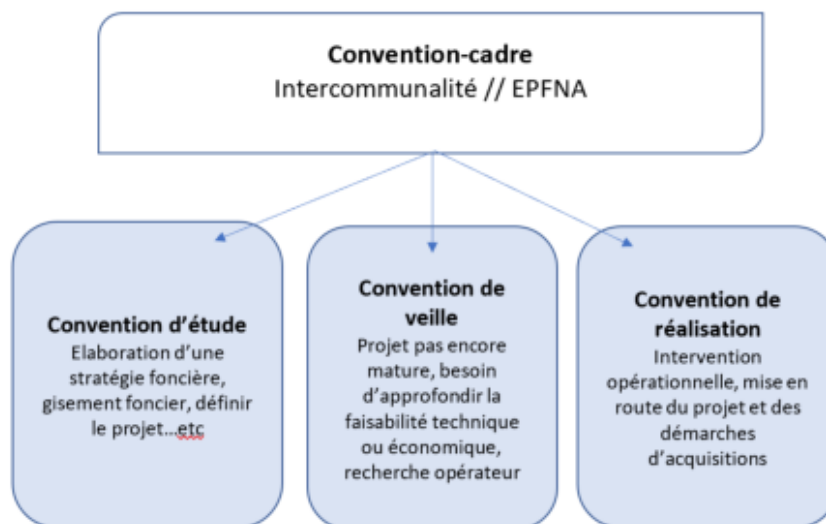 Convention-cadre
Intercommunalité // EPFNA
Convention d’étude
Elaboration d’une
stratégie foncière,
gisement foncier, définir
le projet...etc
Convention de
veille
Projet pas encore
mature, besoin
d’approfondir la
faisabilité technique
ou économique,
recherche opérateur
Convention de
réalisation
Intervention
opérationnelle, mise en
route du projet et des
démarches
d’acquisitions